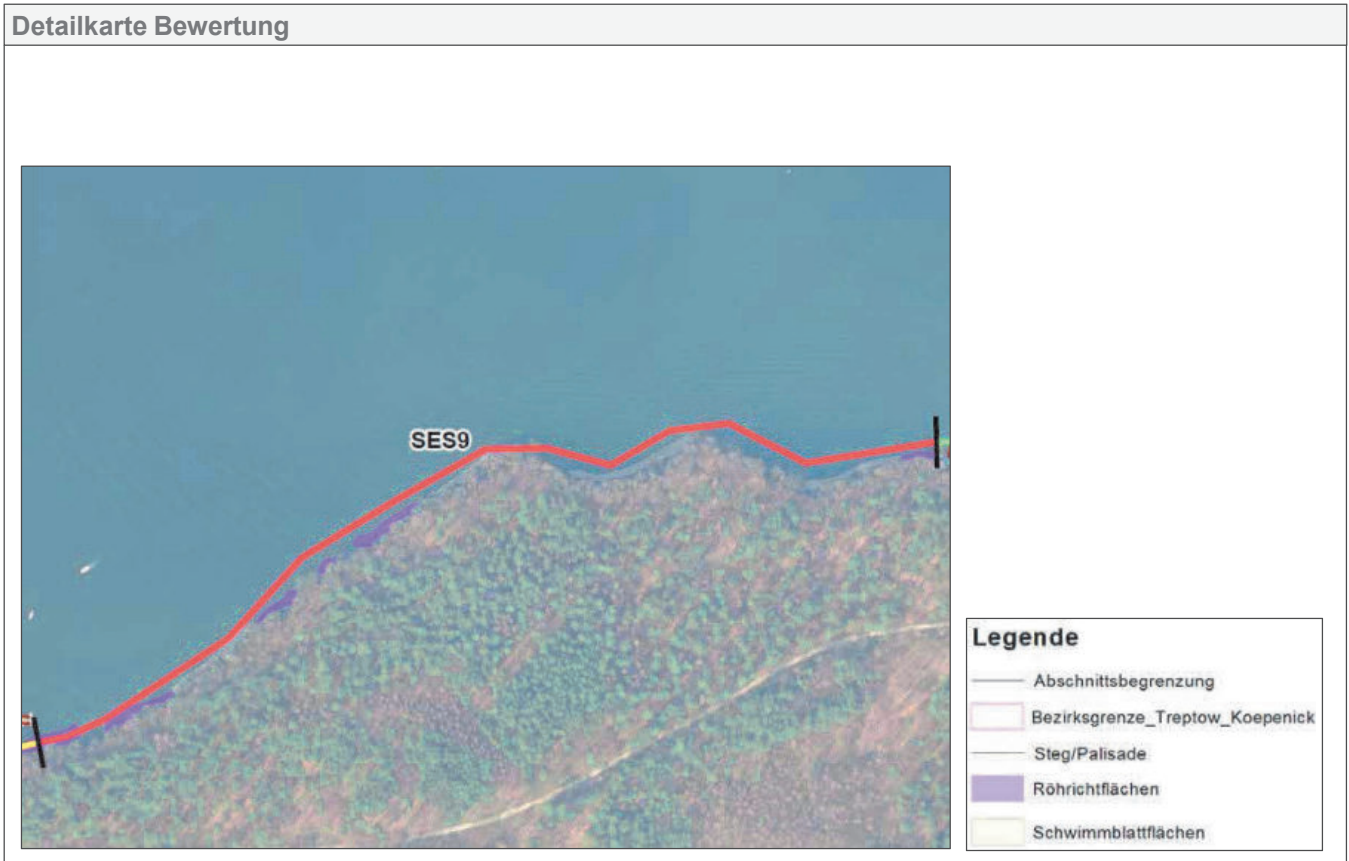 Detailkarte Bewertung
SES9
Legende
Abschnittsbegrenzung
Bezirksgrenze_Treptow_Koepenick
Steg/Palisade
Röhrichtflächen
Schwimmblattflächen